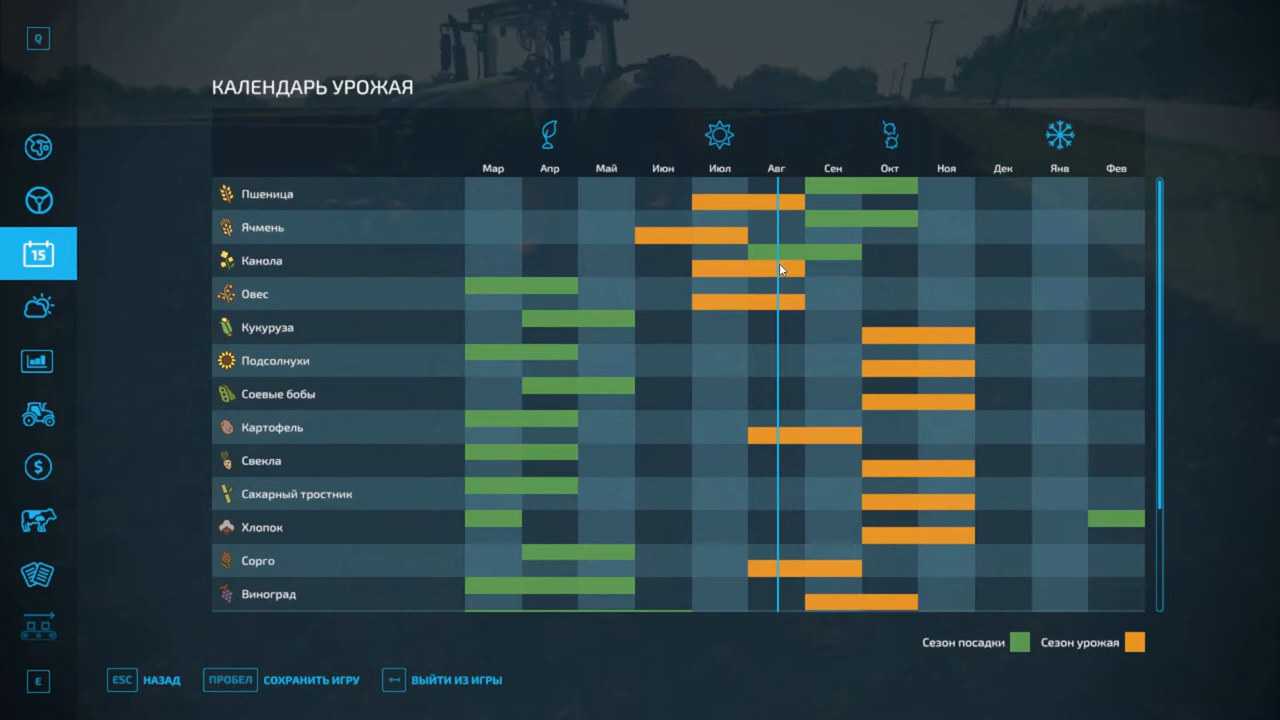 Q
КАЛЕНДАРЬ УРОЖАЯ
Мар Апр Май Июн Июл Авг Сен Окт Ноя Дек Янв Фев
Пшеница
Ячмень
15
Канола
Овес
Кукуруза
Подсолнухи
Соевые бобы
Картофель
Свекла
$
Сахарный тростник
Хлопок
Сорго
Виноград
Сезон посадки Сезон урожая
E
ESC НАЗАД ПРОБЕЛ СОХРАНИТЬ ИГРУ ВЫЙТИ ИЗ ИГРЫ